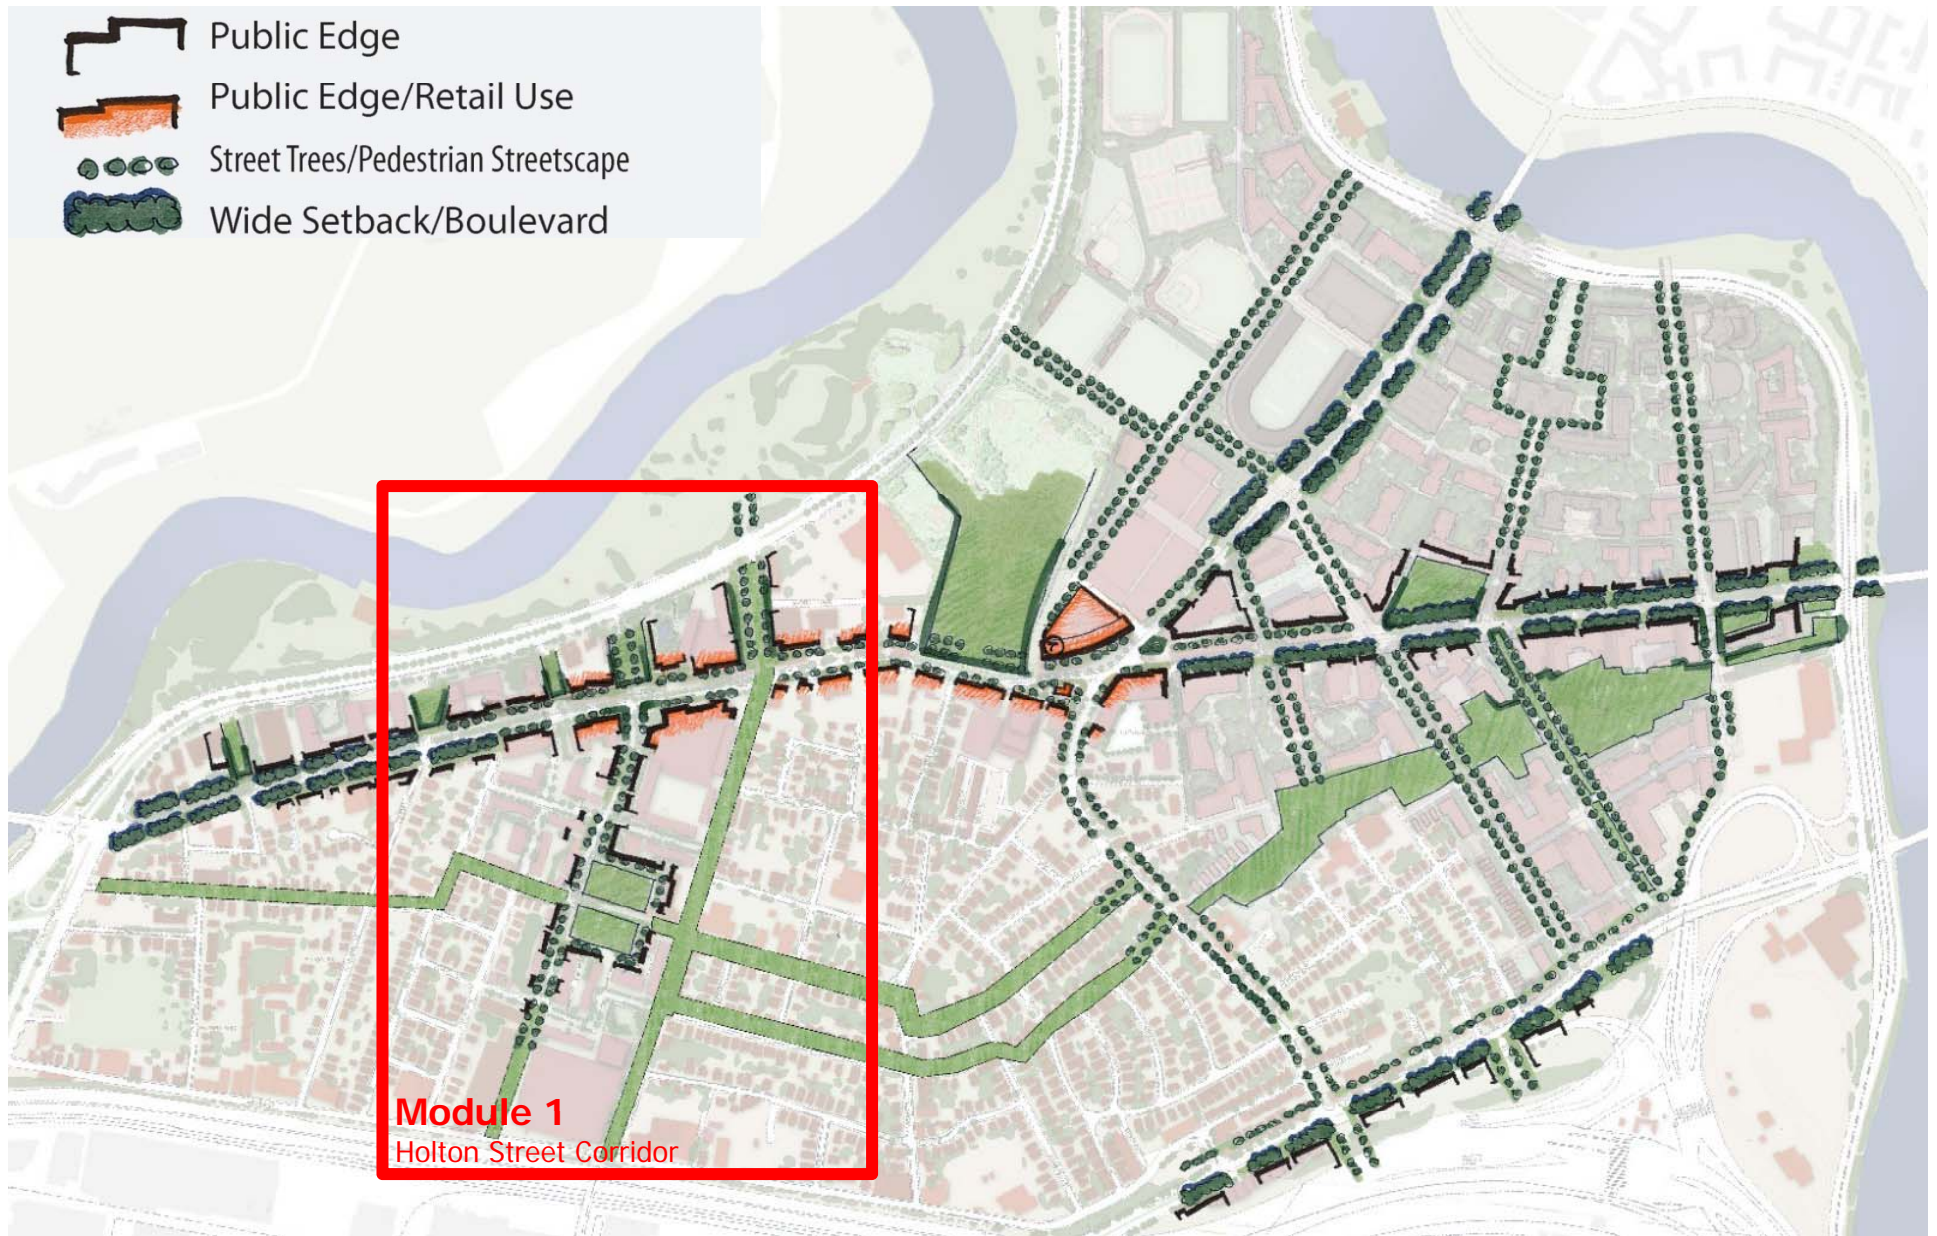 Public Edge
Public Edge/Retail Use
Street Trees/Pedestrian Streetscape
Wide Setback/Boulevard
Module 1
Holton Street Corridor